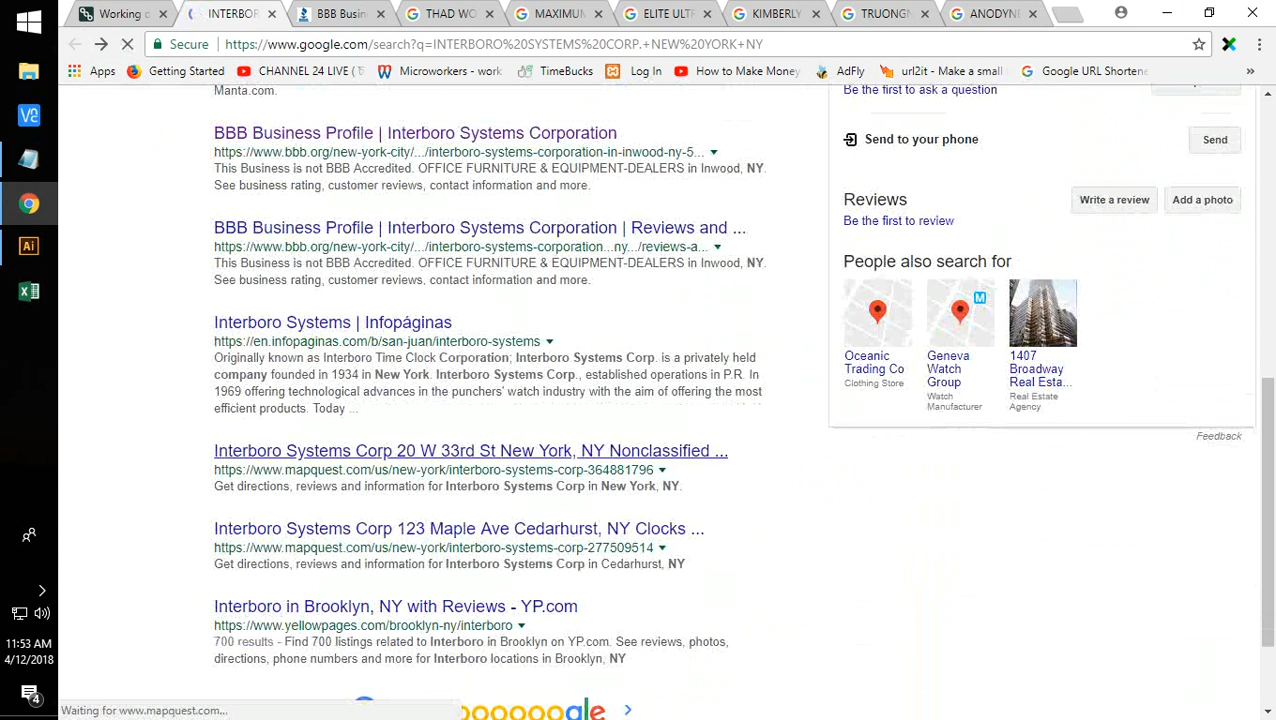 Working c
INTERBOR
BBB Busin
THAD WO
MAXIMUM
ELITE ULTR
KIMBERLY
TRUONG
ANODYNE
Secure
https://www.google.com/search?q=INTERBORO%20SYSTEMS%20CORP.+NEW%20YORK+NY
Apps
Getting Started
CHANNEL 24 LIVE ( T
Microworkers - work
TimeBucks
Log In
How to Make Money
AdFly
url2it - Make a small l
Google URL Shortene
»
Manta.com.
BBB Business Profile | Interboro Systems Corporation
https://www.bbb.org/new-york-city/.../interboro-systems-corporation-in-inwood-ny-5...
This Business is not BBB Accredited. OFFICE FURNITURE & EQUIPMENT-DEALERS in Inwood, NY.
See business rating, customer reviews, contact information and more.
BBB Business Profile | Interboro Systems Corporation | Reviews and ...
https://www.bbb.org/new-york-city/.../interboro-systems-corporation...ny.../reviews-a...
This Business is not BBB Accredited. OFFICE FURNITURE & EQUIPMENT-DEALERS in Inwood, NY.
See business rating, customer reviews, contact information and more.
Interboro Systems | Infopáginas
https://en.infopaginas.com/b/san-juan/interboro-systems
Originally known as Interboro Time Clock Corporation; Interboro Systems Corp. is a privately held
company founded in 1934 in New York. Interboro Systems Corp., established operations in P.R. In
1969 offering technological advances in the punchers' watch industry with the aim of offering the most
efficient products. Today ...
Interboro Systems Corp 20 W 33rd St New York, NY Nonclassified ...
https://www.mapquest.com/us/new-york/interboro-systems-corp-364881796
Get directions, reviews and information for Interboro Systems Corp in New York, NY.
Interboro Systems Corp 123 Maple Ave Cedarhurst, NY Clocks ...
https://www.mapquest.com/us/new-york/interboro-systems-corp-277509514
Get directions, reviews and information for Interboro Systems Corp in Cedarhurst, NY
Interboro in Brooklyn, NY with Reviews - YP.com
https://www.yellowpages.com/brooklyn-ny/interboro
700 results - Find 700 listings related to Interboro in Brooklyn on YP.com. See reviews, photos,
directions, phone numbers and more for Interboro locations in Brooklyn, NY
oooooogle
Waiting for www.mapquest.com...
Be the first to ask a question
Send to your phone
Send
Reviews
Write a review
Add a photo
Be the first to review
People also search for
Oceanic
Trading Co
Clothing Store
M
Geneva
Watch
Group
Watch
Manufacturer
1407
Broadway
Real Esta...
Real Estate
Agency
Feedback
Ai
11:53 AM
4/12/2018
4